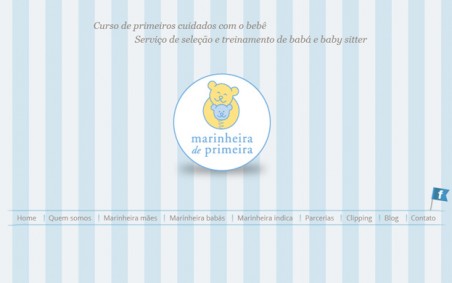 Curso de primeiros cuidados com o bebê
Serviço de seleção e treinamento de babá e baby sitter
marinheira
de primeira
f
Home | Quem somos | Marinheira mães | Marinheira babás | Marinheira indica | Parcerias | Clipping | Blog | Contato